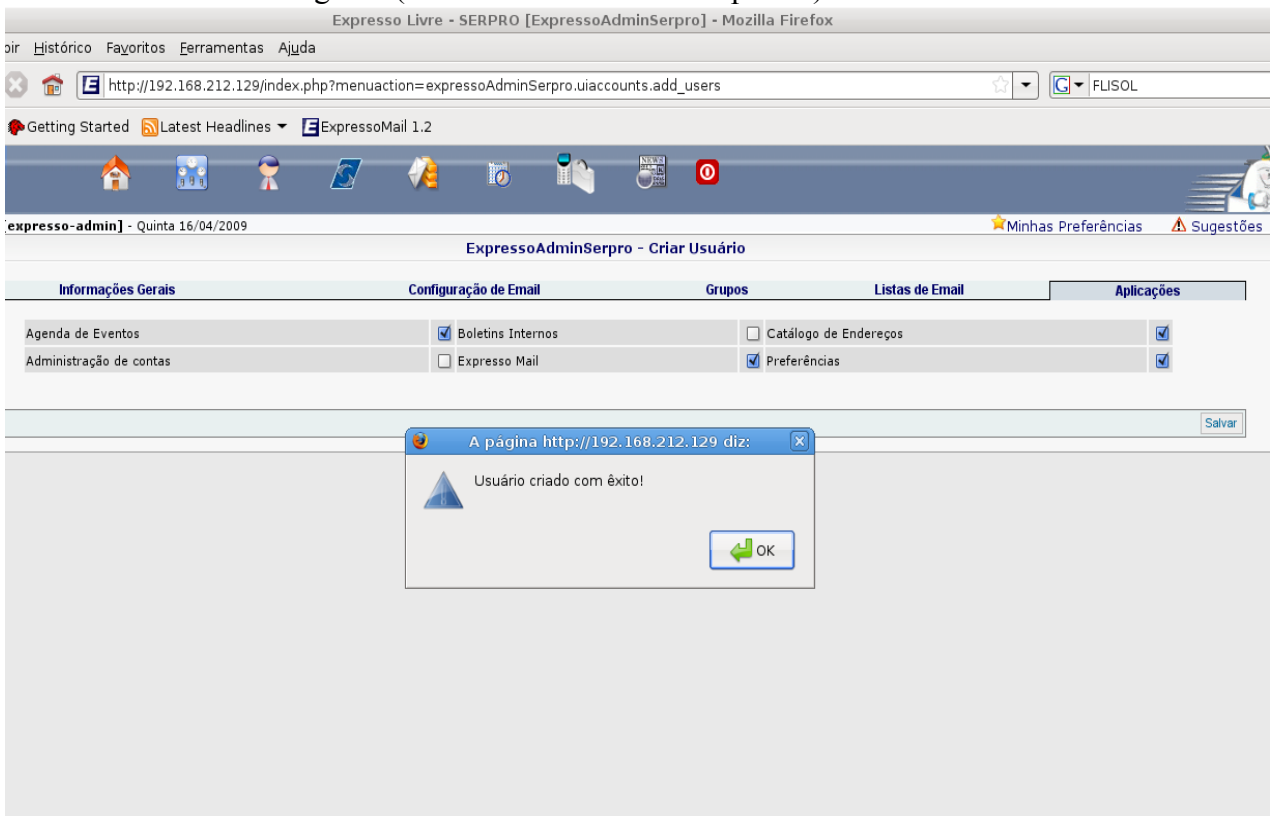 Expresso Livre - SERPRO [ExpressoAdminSerpro] - Mozilla Firefox
Histórico Favoritos Ferramentas Ajuda
http://192.168.212.129/index.php?menuaction=expressoAdminSerpro.uiaccounts.add_users G FLISOL
Getting Started Latest Headlines ExpressoMail 1.2
NEWS
[expresso-admin] - Quinta 16/04/2009 Minhas Preferências Sugestões
ExpressoAdminSerpro - Criar Usuário
Informações Gerais Configuração de Email Grupos Listas de Email Aplicações
Agenda de Eventos Boletins Internos Catálogo de Endereços
Administração de contas Expresso Mail Preferências
Salvar
A página http://192.168.212.129 diz:
Usuário criado com êxito!
OK